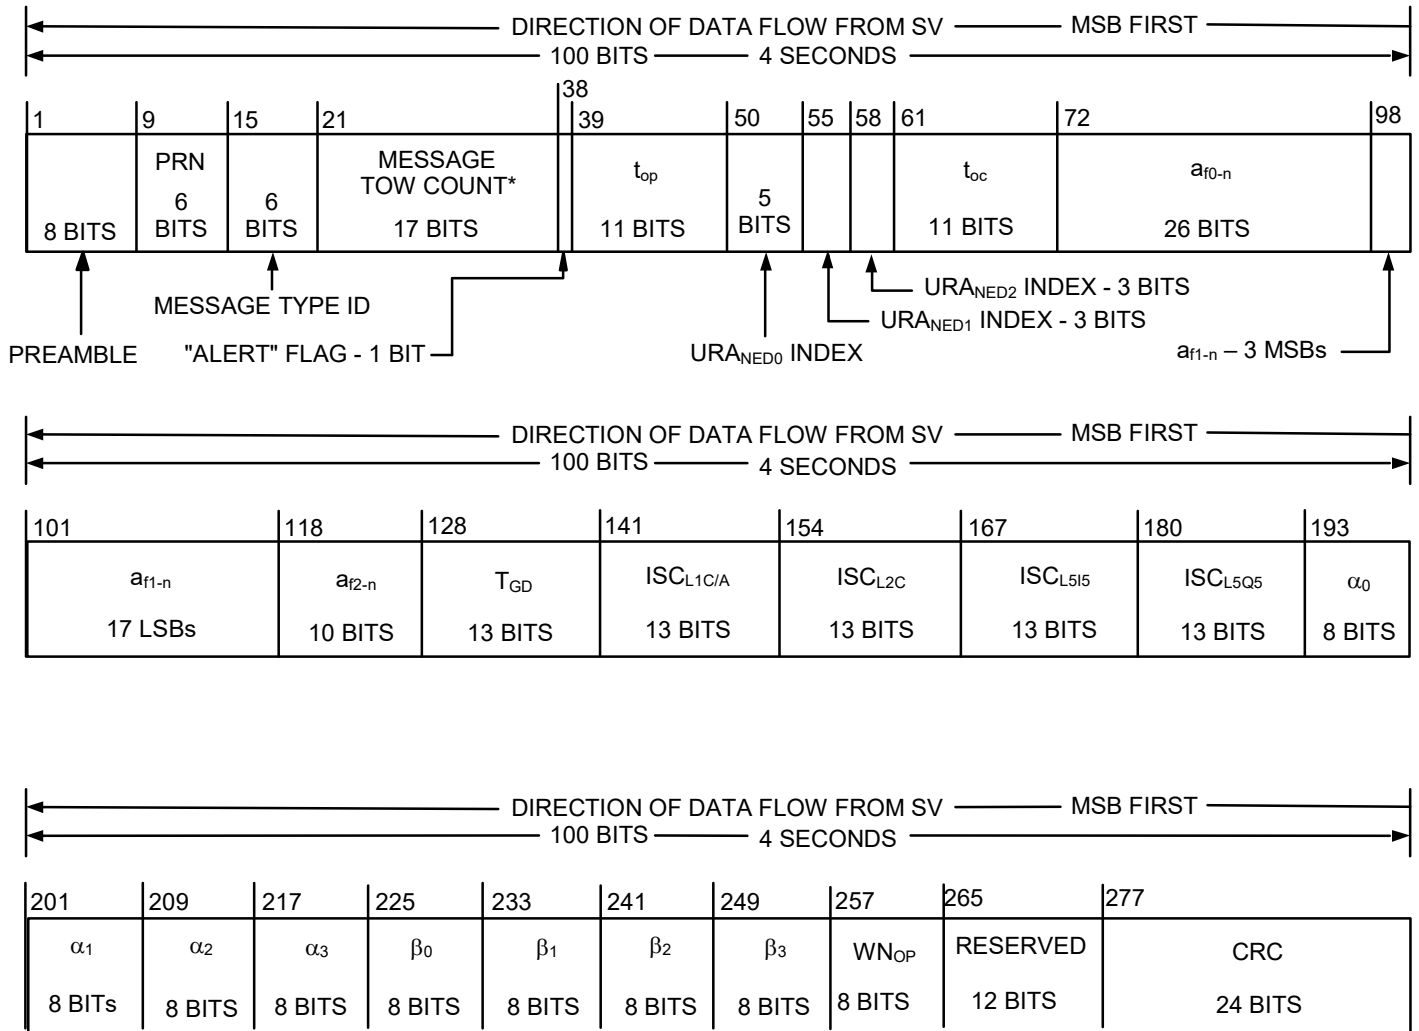 DIRECTION OF DATA FLOW FROM SV MSB FIRST
100 BITS 4 SECONDS
38
1 9 15 21 39 50 55 58 61 72 98
PRN MESSAGE
TOW COUNT*
top toc af0-n
8 BITS 6
BITS 6
BITS 17 BITS 11 BITS 5
BITS 11 BITS 26 BITS
URANED2 INDEX - 3 BITS
MESSAGE TYPE ID
URANED1 INDEX - 3 BITS
PREAMBLE "ALERT" FLAG - 1 BIT URANED0 INDEX af1-n – 3 MSBs
DIRECTION OF DATA FLOW FROM SV MSB FIRST
100 BITS 4 SECONDS
101 118 128 141 154 167 180 193
af1-n af2-n TGD ISCL1C/A ISCL2C ISCL5I5 ISCL5Q5 α0
17 LSBs 10 BITS 13 BITS 13 BITS 13 BITS 13 BITS 13 BITS 8 BITS
DIRECTION OF DATA FLOW FROM SV MSB FIRST
100 BITS 4 SECONDS
201 209 217 225 233 241 249 257 265 277
α1 α2 α3 β0 β1 β2 β3 WNOP RESERVED CRC
8 BITs 8 BITS 8 BITS 8 BITS 8 BITS 8 BITS 8 BITS 8 BITS 12 BITS 24 BITS